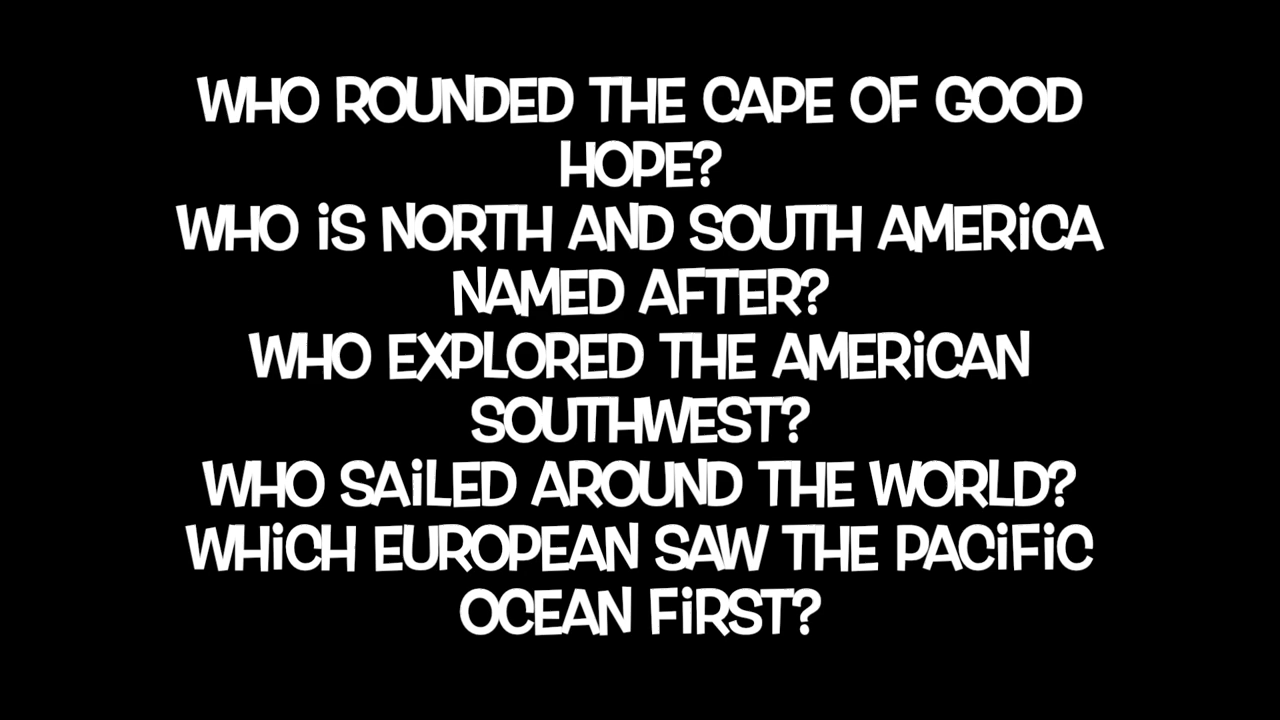 WHO ROUNDED THE CAPE OF GOOD
HOPE?
WHO iS NORTH AND SOUTH AMERiCA
NAMED AFTER?
WHO EXPLORED THE AMERiCAN
SOUTHWEST?
WHO SAiLED AROUND THE WORLD?
WHiCH EUROPEAN SAW THE PACiFiC
OCEAN FiRST?